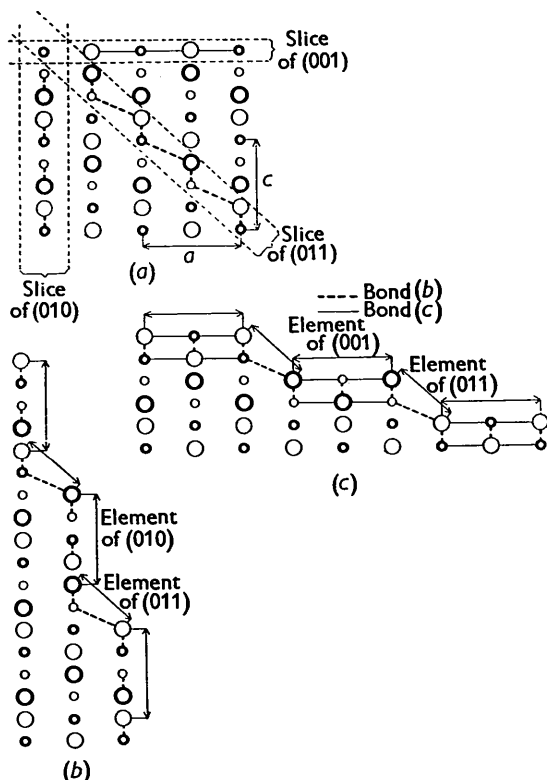 Slice
of (001)
c
a
Slice
of (011)
(a)
Slice
of (010)
Bond (b)
Bond (c)
Element
of (001)
Element
of (011)
(c)
Element
of (010)
Element
of (011)
(b)